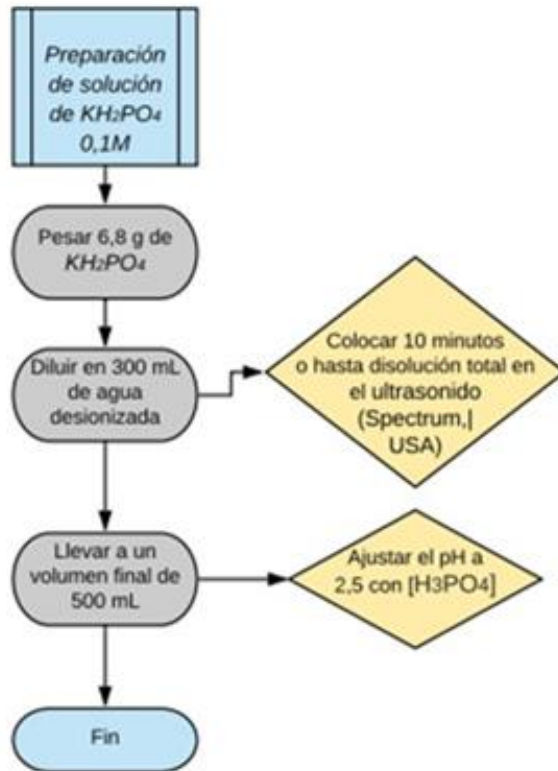 Preparación
de solución
de KH₂PO₄
0,1M
Pesar 6,8 g de
KH₂PO₄
Diluir en 300 mL
de agua
desionizada
Colocar 10 minutos
o hasta disolución total en
el ultrasonido
(Spectrum,|
USA)
Llevar a un
volumen final de
500 mL
Ajustar el pH a
2,5 con [H₃PO₄]
Fin